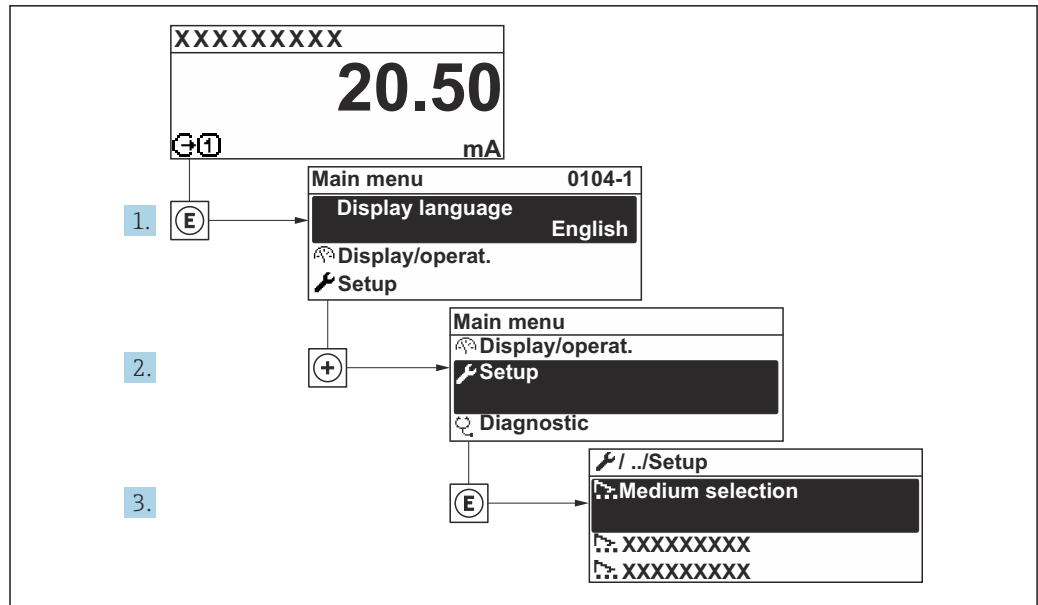 XXXXXXXXX
20.50
1 mA
1. E
Main menu 0104-1
Display language
English
Display/operat.
Setup
2. +
Main menu
Display/operat.
Setup
Diagnostic
3. E
/ ../Setup
Medium selection
XXXXXXXXX
XXXXXXXXX